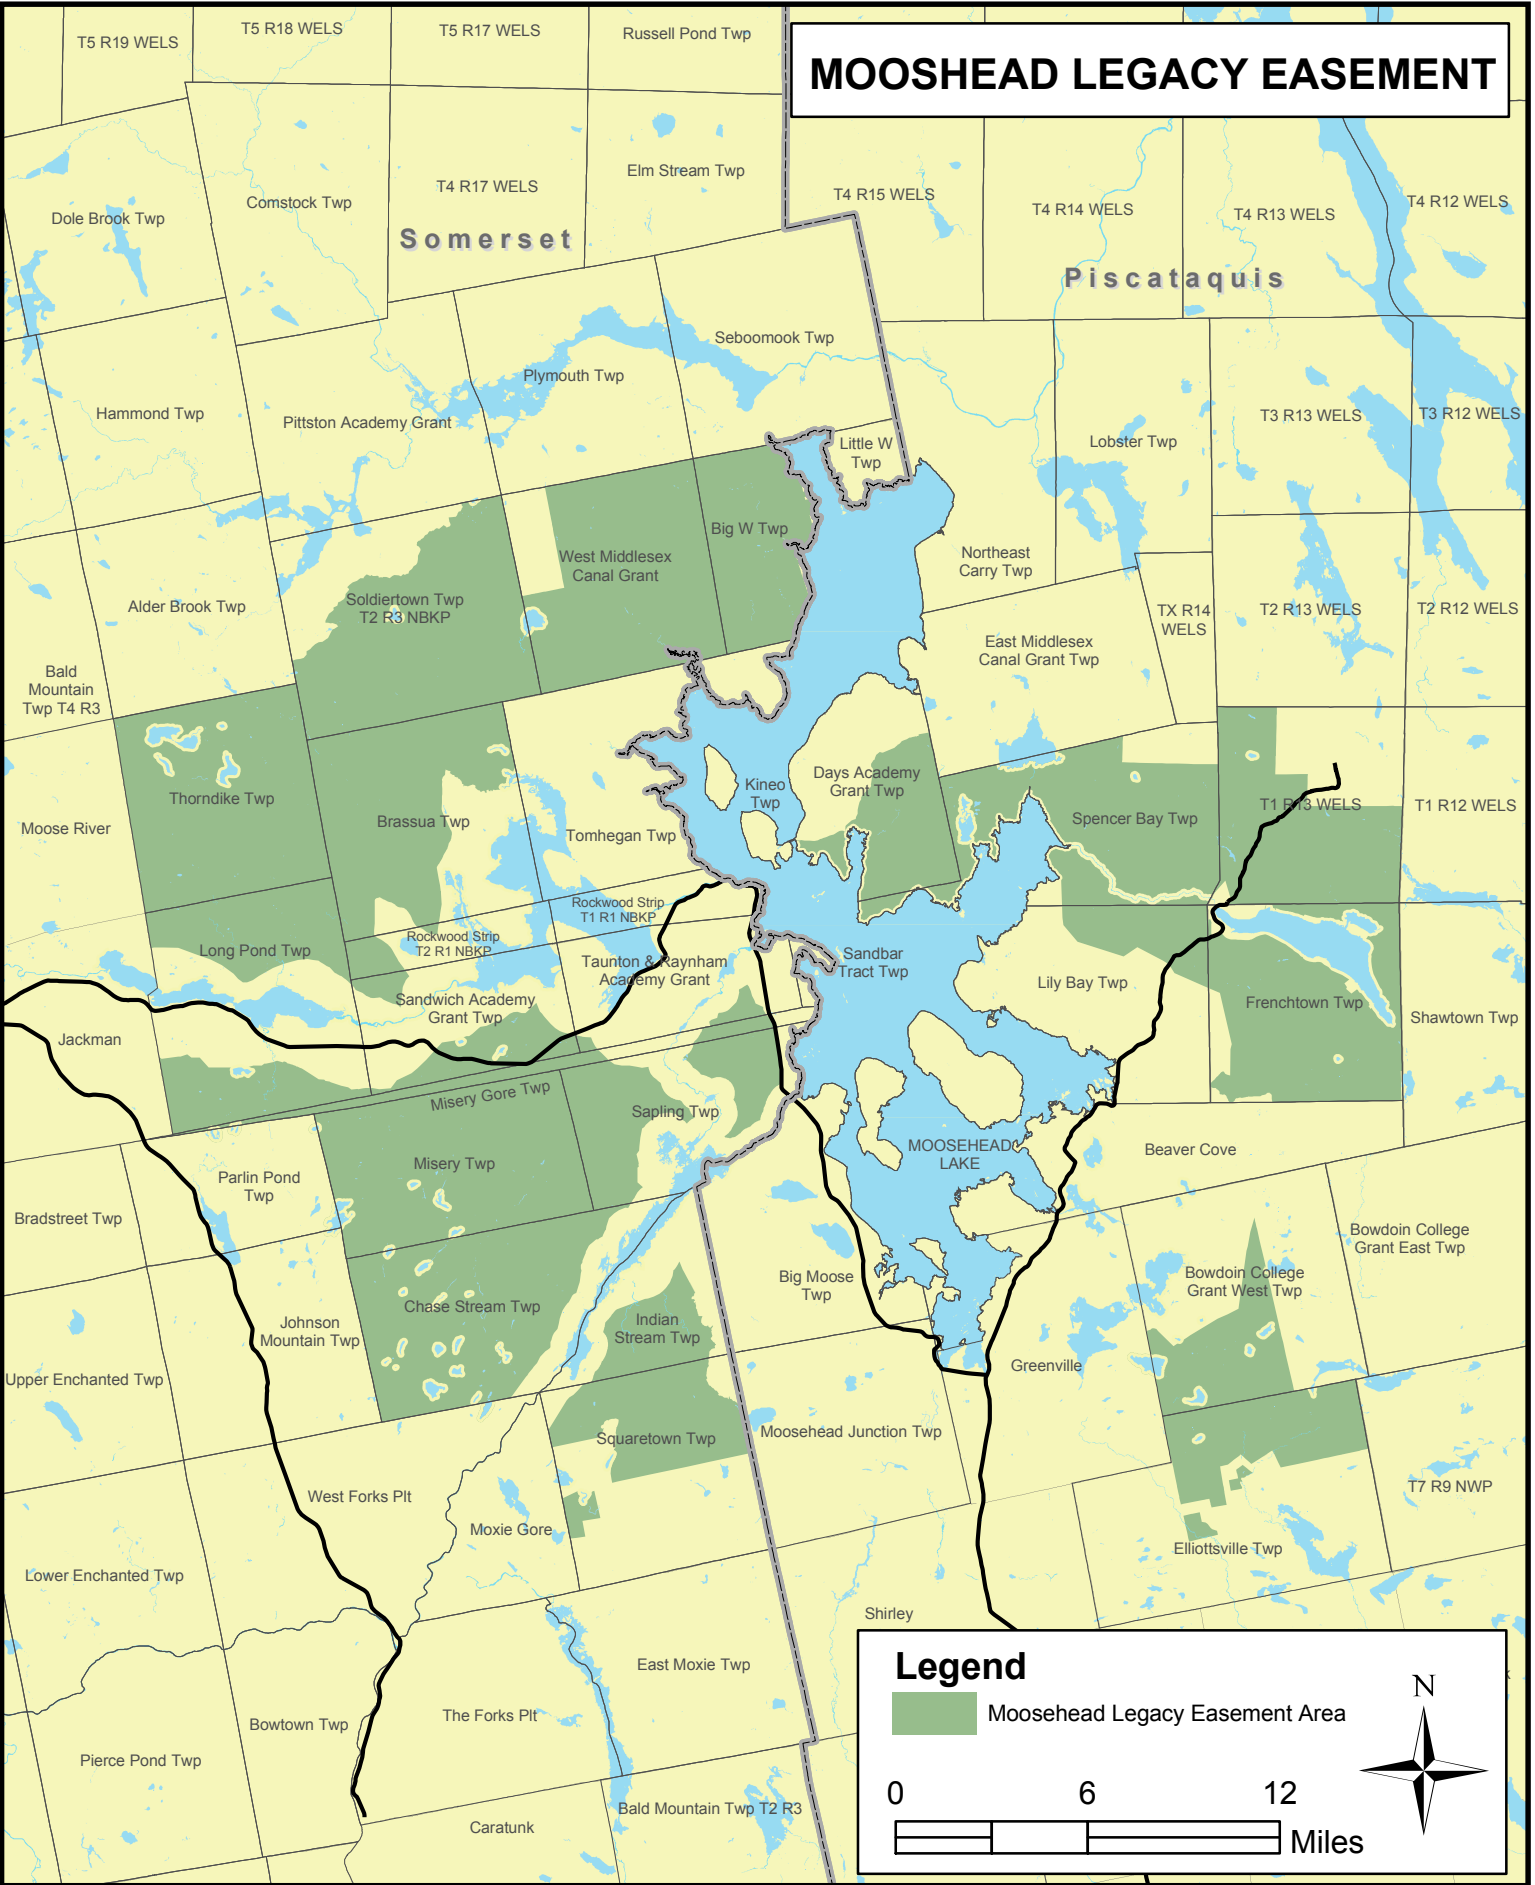 T5 R19 WELS
T5 R18 WELS
T5 R17 WELS
Russell Pond Twp
MOOSHEAD LEGACY EASEMENT
Dole Brook Twp
Comstock Twp
T4 R17 WELS
Elm Stream Twp
T4 R15 WELS
T4 R14 WELS
T4 R13 WELS
T4 R12 WELS
Somerset
Piscataquis
Hammond Twp
Pittston Academy Grant
Plymouth Twp
Seboomook Twp
Little W
Twp
Lobster Twp
T3 R13 WELS
T3 R12 WELS
Alder Brook Twp
Soldiertown Twp
T2 R3 NBKP
West Middlesex
Canal Grant
Big W Twp
Northeast
Carry Twp
TX R14
WELS
T2 R13 WELS
T2 R12 WELS
Bald
Mountain
Twp T4 R3
East Middlesex
Canal Grant Twp
Moose River
Thorndike Twp
Brassua Twp
Tomhegan Twp
Kineo
Twp
Days Academy
Grant Twp
Spencer Bay Twp
T1 R13 WELS
T1 R12 WELS
Long Pond Twp
Rockwood Strip
T2 R1 NBKP
Rockwood Strip
T1 R1 NBKP
Taunton & Raynham
Academy Grant
Sandbar
Tract Twp
Lily Bay Twp
Frenchtown Twp
Shawtown Twp
Jackman
Sandwich Academy
Grant Twp
Misery Gore Twp
Sapling Twp
MOOSEHEAD
LAKE
Beaver Cove
Parlin Pond
Twp
Misery Twp
Bradstreet Twp
Bowdoin College
Grant East Twp
Big Moose
Twp
Bowdoin College
Grant West Twp
Johnson
Mountain Twp
Chase Stream Twp
Indian
Stream Twp
Upper Enchanted Twp
Greenville
Squaretown Twp
Moosehead Junction Twp
West Forks Plt
Moxie Gore
T7 R9 NWP
Lower Enchanted Twp
Elliottsville Twp
Shirley
East Moxie Twp
Bowtown Twp
The Forks Plt
Pierce Pond Twp
Caratunk
Bald Mountain Twp T2 R3
Legend
Moosehead Legacy Easement Area
N
0 6 12
Miles